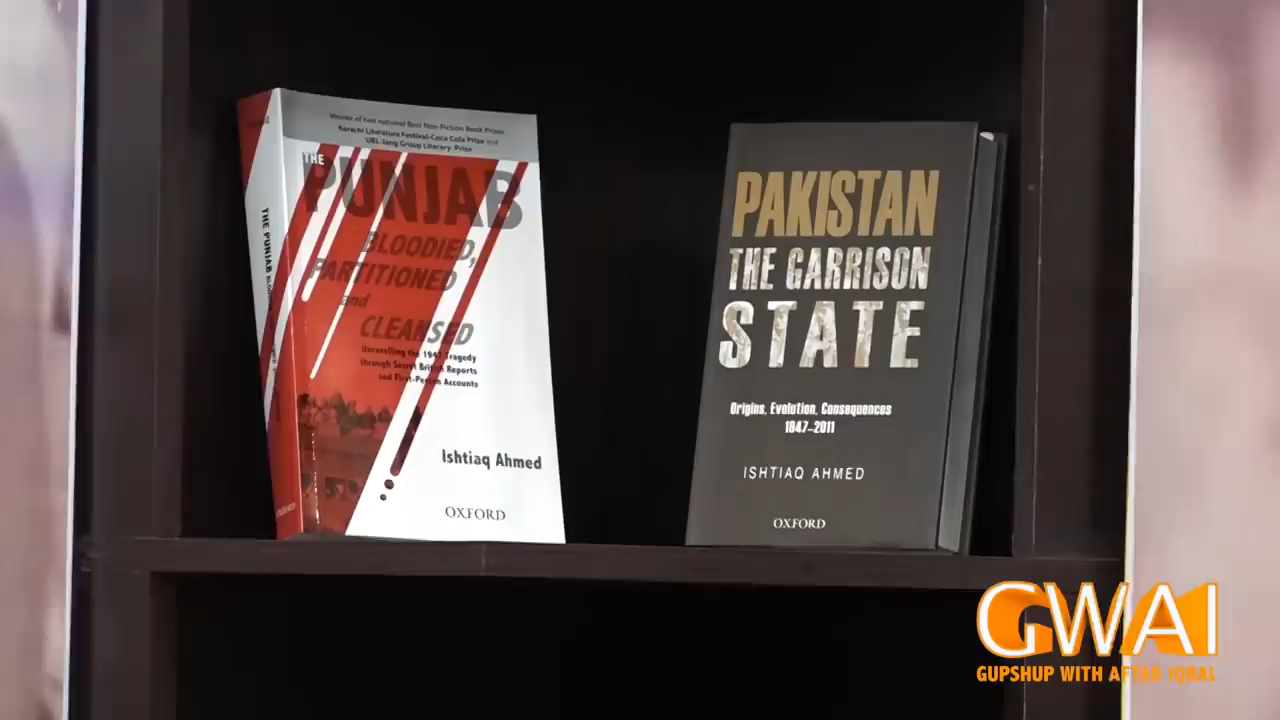 Winner of two national Best Non-Fiction Book Prizes
Karachi Literature Festival-Coca Cola Prize and
UBL-Jang Group Literary Prize
THE
PUNJAB
BLOODIED,
PARTITIONED
and
CLEANSED
Unravelling the 1947 Tragedy
through Secret British Reports
and First-Person Accounts
Ishtiaq Ahmed
OXFORD
THE PUNJAB
PAKISTAN
THE GARRISON
STATE
Origins, Evolution, Consequences
1947-2011
ISHTIAQ AHMED
OXFORD
GWAI
GUPSHUP WITH AFTAB IQBAL